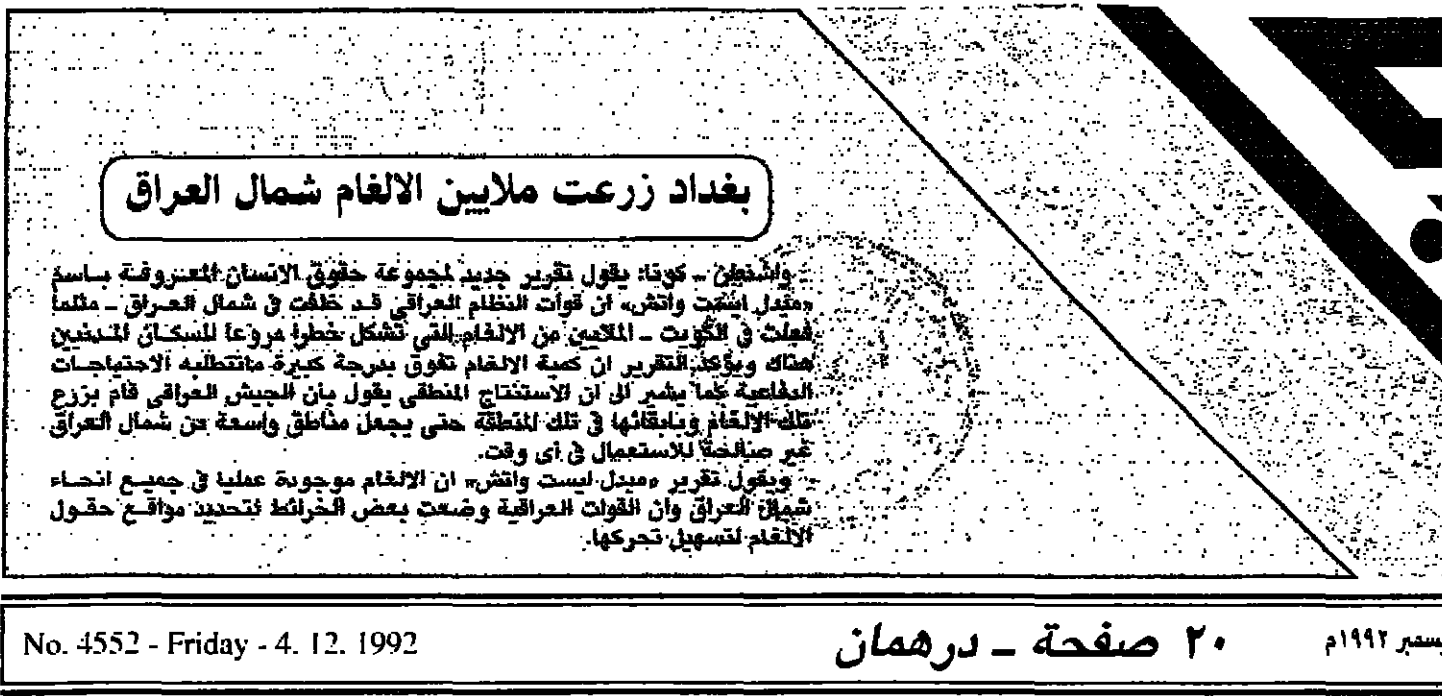 بغداد زرعت ملايين الالغام شمال العراق
واشنطن ـ كونا: يقول تقرير جديد لمجموعة حقوق الانسان المعروفة باسم
«ميدل ايست واتش» ان قوات النظام العراقي قد خلفت في شمال العراق ـ مثلما
فعلت في الكويت ـ الملايين من الالغام التي تشكل خطرا مروعا للسكان المدنيين
هناك ويؤكد التقرير ان كمية الالغام تفوق بدرجة كبيرة ماتتطلبه الاحتياجات
الدفاعية كما يشير الى ان الاستنتاج المنطقى يقول بأن الجيش العراقى قام بزرع
تلك الالغام وبابقائها في تلك المنطقة حتى يجعل مناطق واسعة من شمال العراق
غير صالحة للاستعمال في أى وقت.
ويقول تقرير «ميدل ايست واتش» ان الالغام موجودة عمليا في جميع انحاء
شمال العراق وان القوات العراقية وضعت بعض الخرائط لتحديد مواقع حقول
الالغام لتسهيل تحركها.
No. 4552 - Friday - 4. 12. 1992
٢٠ صفحة ـ درهمان
١٩٩٢م